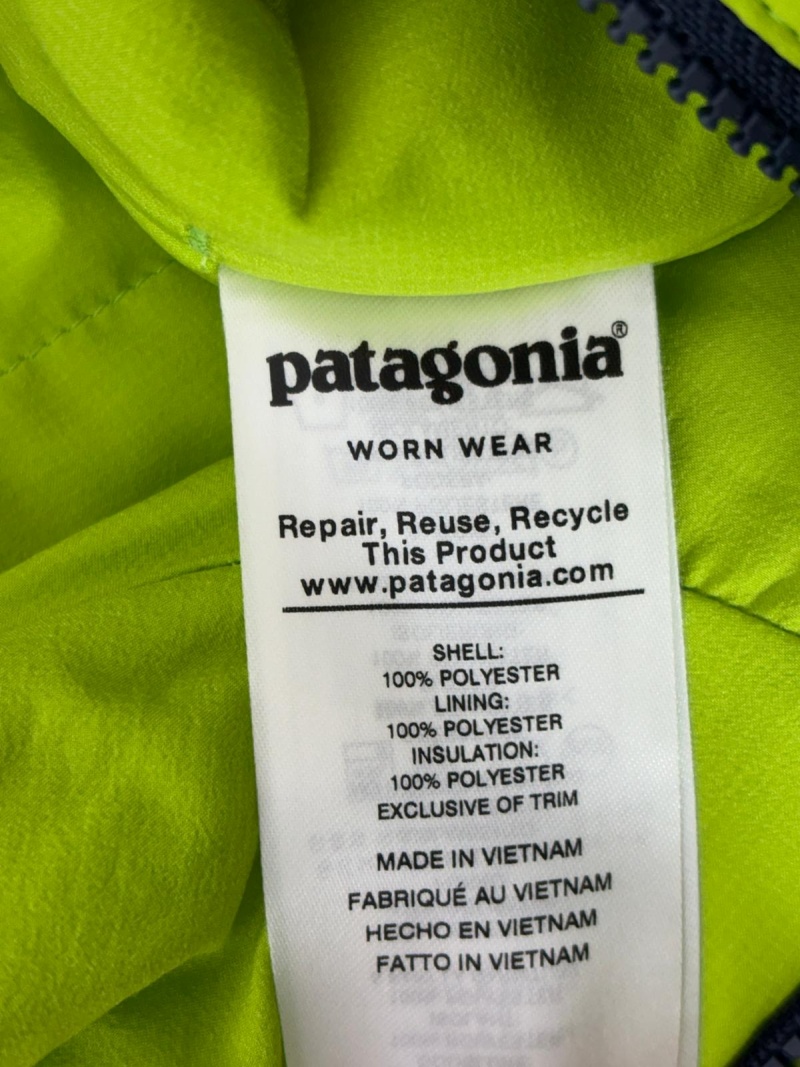 patagonia®
WORN WEAR
Repair, Reuse, Recycle
This Product
www.patagonia.com
SHELL:
100% POLYESTER
LINING:
100% POLYESTER
INSULATION:
100% POLYESTER
EXCLUSIVE OF TRIM
MADE IN VIETNAM
FABRIQUÉ AU VIETNAM
HECHO EN VIETNAM
FATTO IN VIETNAM